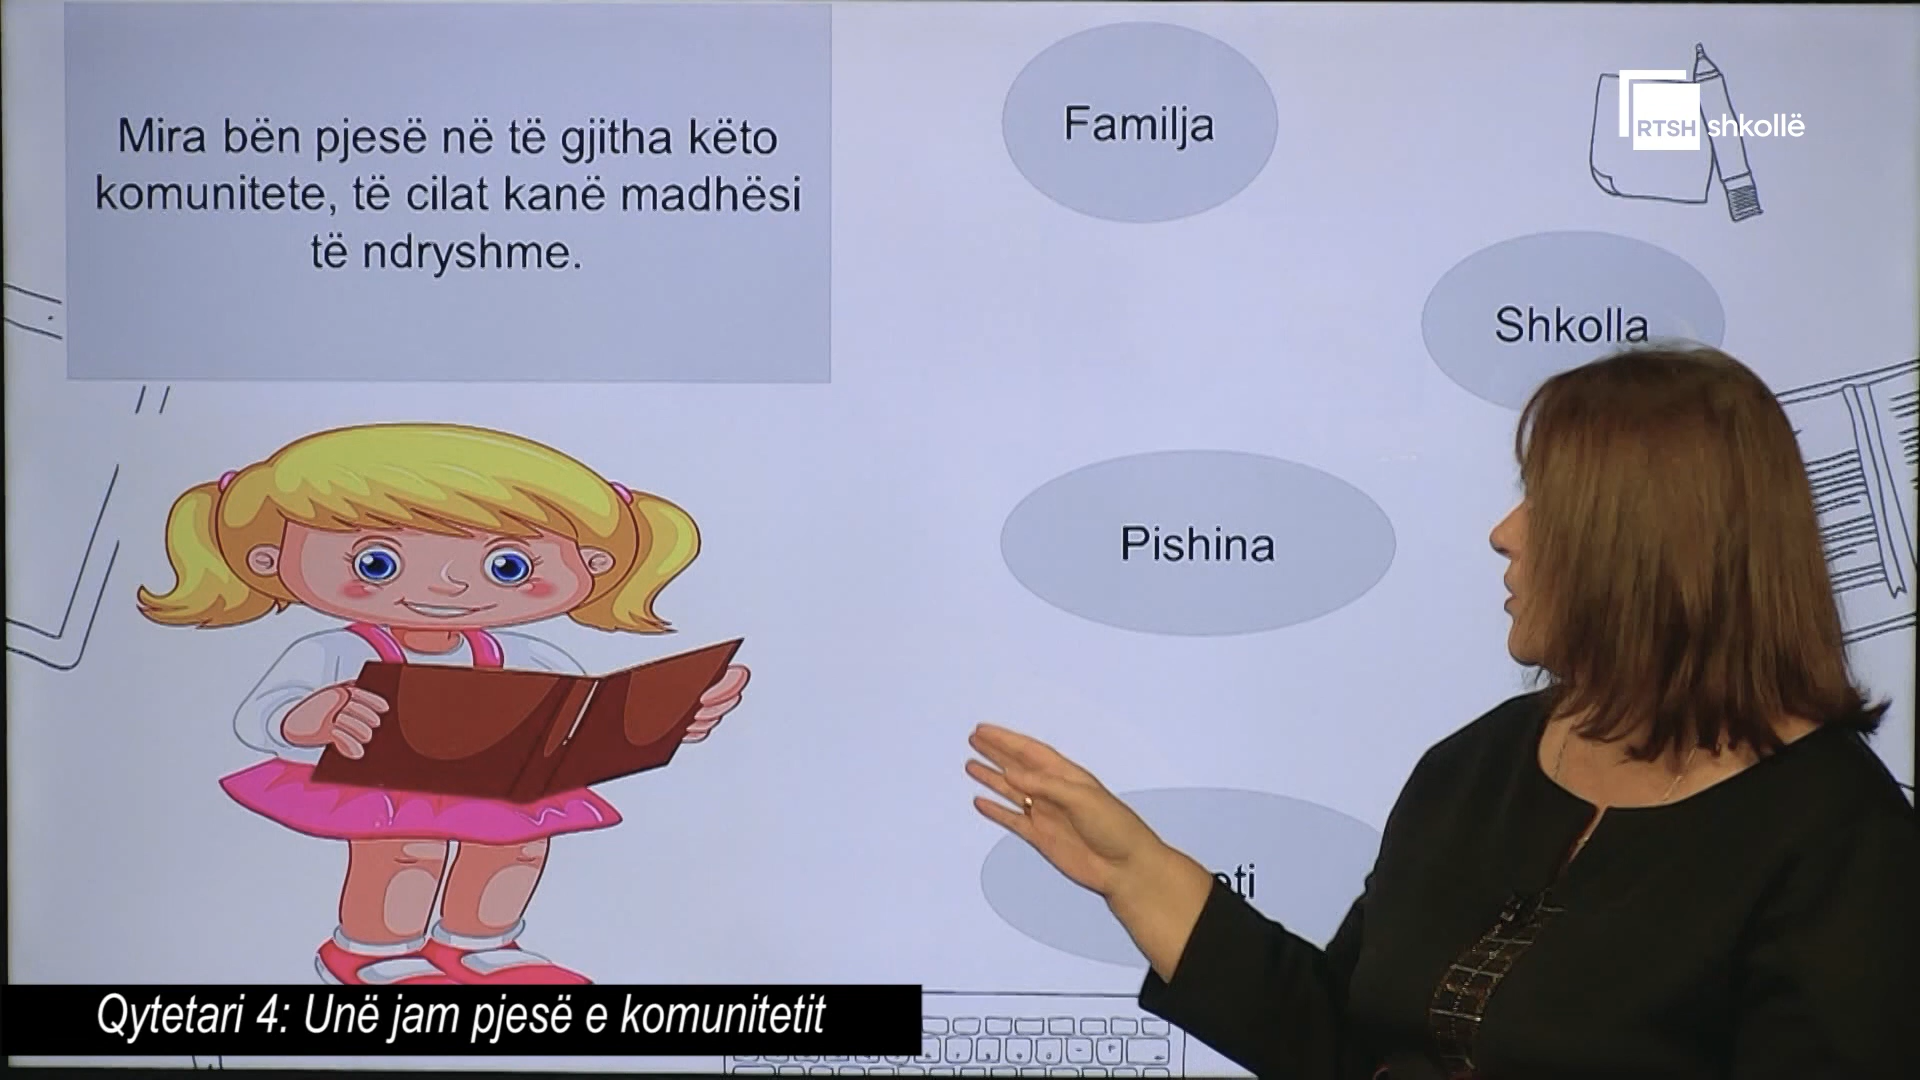 Mira bën pjesë në të gjitha këto
komunitete, të cilat kanë madhësi
të ndryshme.
Familja
RTSH shkollë
Shkolla
Pishina
Qytetari 4: Unë jam pjesë e komunitetit